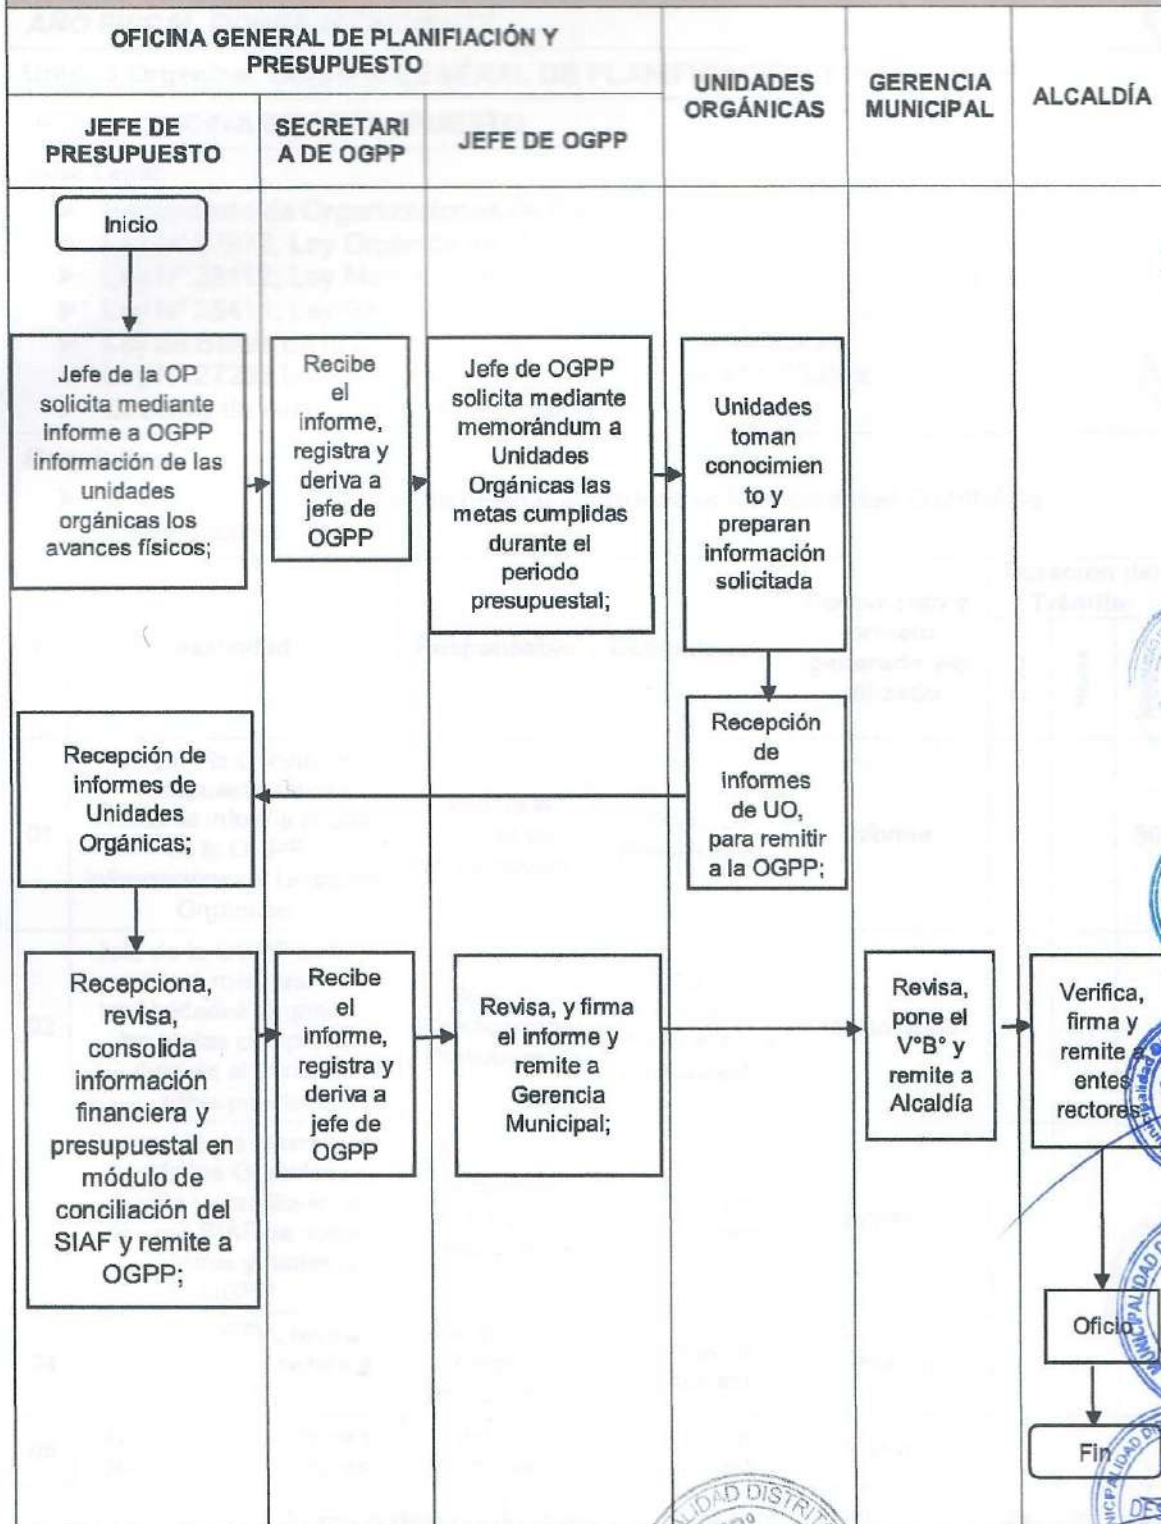 OFICINA GENERAL DE PLANIFIACIÓN Y
PRESUPUESTO
UNIDADES
ORGÁNICAS
GERENCIA
MUNICIPAL
ALCALDÍA
JEFE DE
PRESUPUESTO
SECRETARI
A DE OGPP
JEFE DE OGPP
Inicio
Jefe de la OP
solicita mediante
informe a OGPP
información de las
unidades
orgánicas los
avances físicos;
Recibe
el
informe,
registra y
deriva a
jefe de
OGPP
Jefe de OGPP
solicita mediante
memorándum a
Unidades
Orgánicas las
metas cumplidas
durante el
periodo
presupuestal;
Unidades
toman
conocimien
to y
preparan
información
solicitada
Recepción de
informes de
Unidades
Orgánicas;
Recepción
de
informes
de UO,
para remitir
a la OGPP;
Recepciona,
revisa,
consolida
información
financiera y
presupuestal en
módulo de
conciliación del
SIAF y remite a
OGPP;
Recibe
el
informe,
registra y
deriva a
jefe de
OGPP
Revisa, y firma
el informe y
remite a
Gerencia
Municipal;
Revisa,
pone el
V°B° y
remite a
Alcaldía
Verifica,
firma y
remite a
entes
rectores
Oficio
Fin
MUNICIPALIDAD